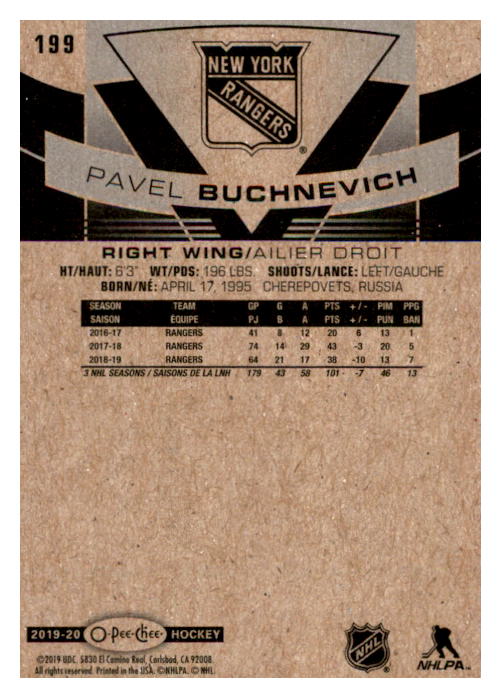 199
NEW YORK
RANGERS
®
PAVEL BUCHNEVICH
RIGHT WING/AILIER DROIT
HT/HAUT: 6'3" WT/PDS: 196 LBS. SHOOTS/LANCE: LEFT/GAUCHE
BORN/NÉ: APRIL 17, 1995 CHEREPOVETS, RUSSIA
SEASON TEAM GP G A PTS +/- PIM PPG
SAISON ÉQUIPE PJ B A PTS +/- PUN BAN
2016-17 RANGERS 41 8 12 20 6 13 1
2017-18 RANGERS 74 14 29 43 -3 20 5
2018-19 RANGERS 64 21 17 38 -10 13 7
3 NHL SEASONS / SAISONS DE LA LNH 179 43 58 101 -7 46 13
2019-20 O-Pee-Chee HOCKEY
©2019 UDC. 5830 El Camino Real, Carlsbad, CA 92008.
All rights reserved. Printed in the USA. ©NHLPA. © NHL.
NHL ®
NHLPA™